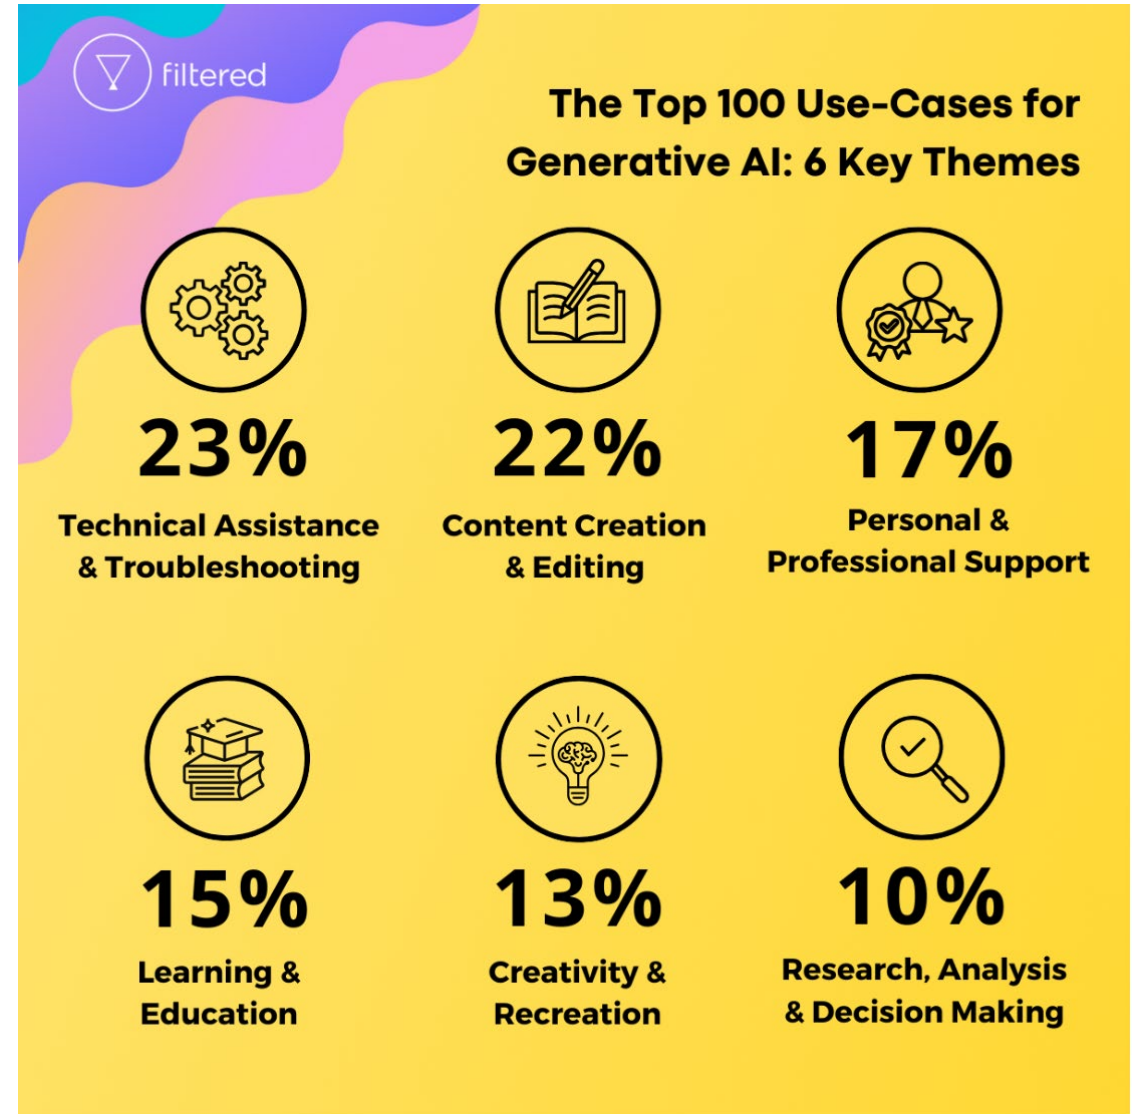 filtered
The Top 100 Use-Cases for
Generative AI: 6 Key Themes
23%
Technical Assistance
& Troubleshooting
22%
Content Creation
& Editing
17%
Personal &
Professional Support
15%
Learning &
Education
13%
Creativity &
Recreation
10%
Research, Analysis
& Decision Making